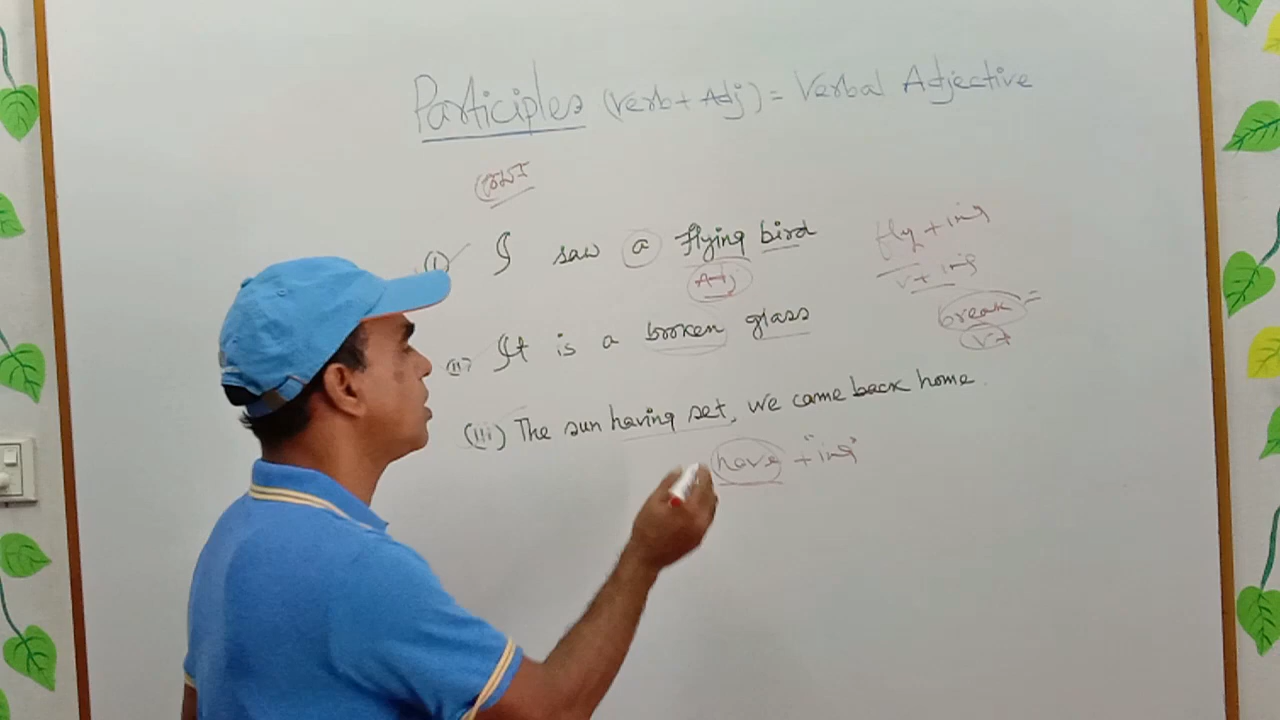 Participles (Verb + Adj) = Verbal Adjective
(i) I saw a flying bird
fly + ing
Adj
V + ing
(ii) It is a broken glass
break =
(iii) The sun having set, we came back home.
have + "ing"